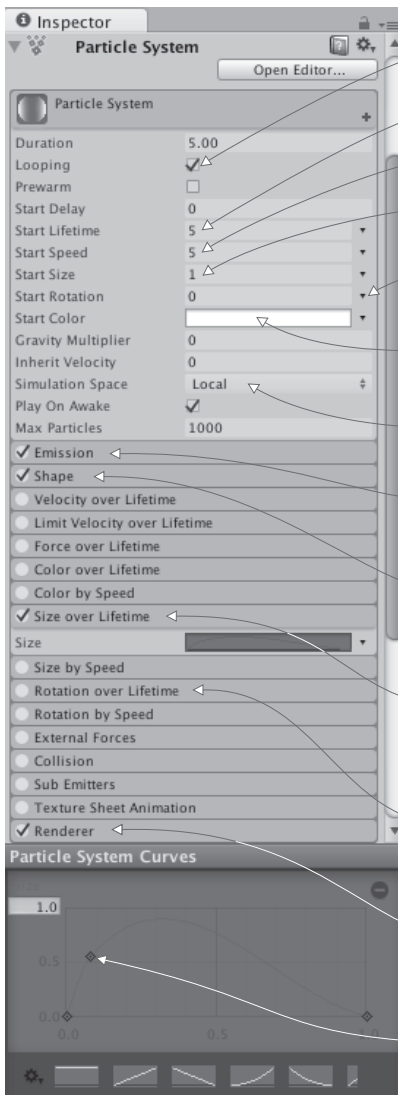 Inspector
Particle System
Open Editor...
Particle System
Duration 5.00
Looping
Prewarm
Start Delay 0
Start Lifetime 5
Start Speed 5
Start Size 1
Start Rotation 0
Start Color
Gravity Multiplier 0
Inherit Velocity 0
Simulation Space Local
Play On Awake
Max Particles 1000
Emission
Shape
Velocity over Lifetime
Limit Velocity over Lifetime
Force over Lifetime
Color over Lifetime
Color by Speed
Size over Lifetime
Size
Size by Speed
Rotation over Lifetime
Rotation by Speed
External Forces
Collision
Sub Emitters
Texture Sheet Animation
Renderer
Particle System Curves
1.0
0.5
0.0
0.0 0.5 1.0